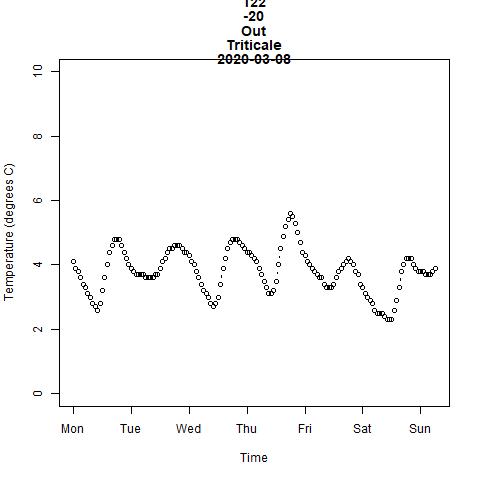 122
-20
Out
Triticale
2020-03-08
Temperature (degrees C)
10
8
6
4
2
0
Mon Tue Wed Thu Fri Sat Sun
Time